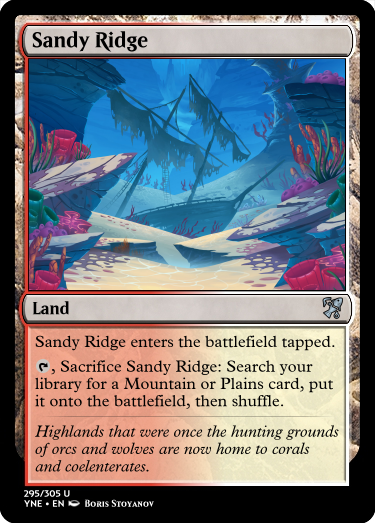 Sandy Ridge
Land
Sandy Ridge enters the battlefield tapped.
, Sacrifice Sandy Ridge: Search your
library for a Mountain or Plains card, put
it onto the battlefield, then shuffle.
Highlands that were once the hunting grounds
of orcs and wolves are now home to corals
and coelenterates.
295/305 U
YNE • EN Boris Stoyanov